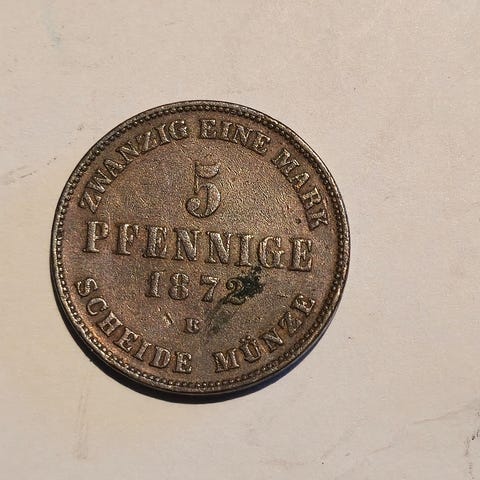 ZWANZIG EINE MARK
5
PFENNIGE
1872
B
SCHEIDE MÜNZE